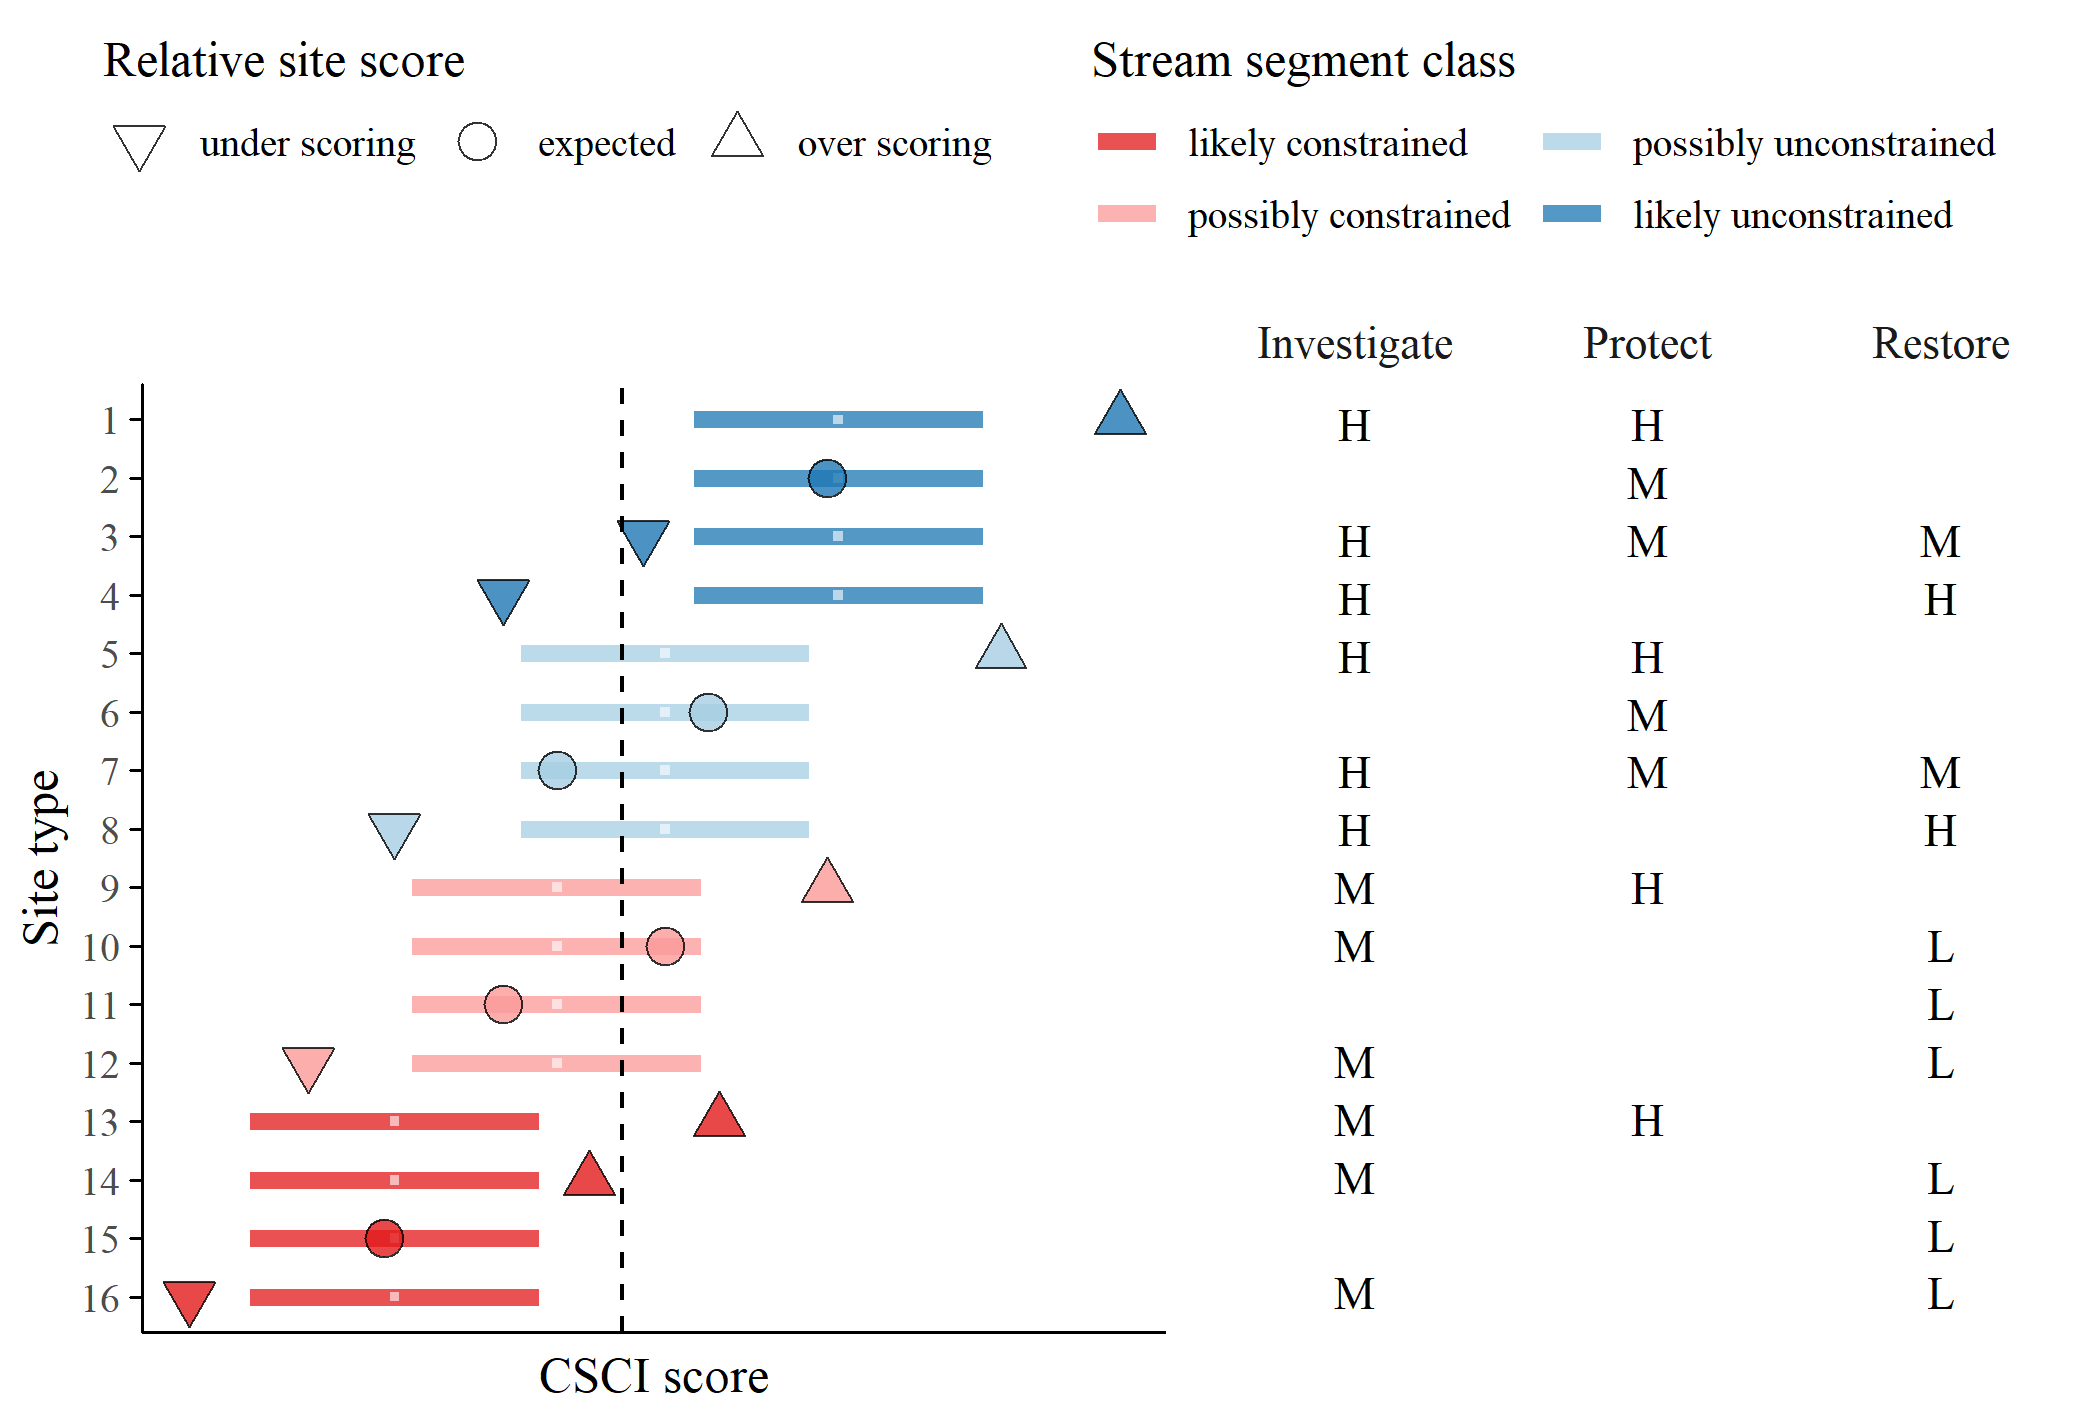 Relative site score
under scoring
expected
over scoring
Stream segment class
likely constrained
possibly unconstrained
possibly constrained
likely unconstrained
Investigate Protect Restore
1 H H
2 M
3 H M M
4 H H
5 H H
6 M
7 H M M
8 H H
9 M H
10 M L
11 L
12 M L
13 M H
14 M L
15 L
16 M L
Site type
CSCI score